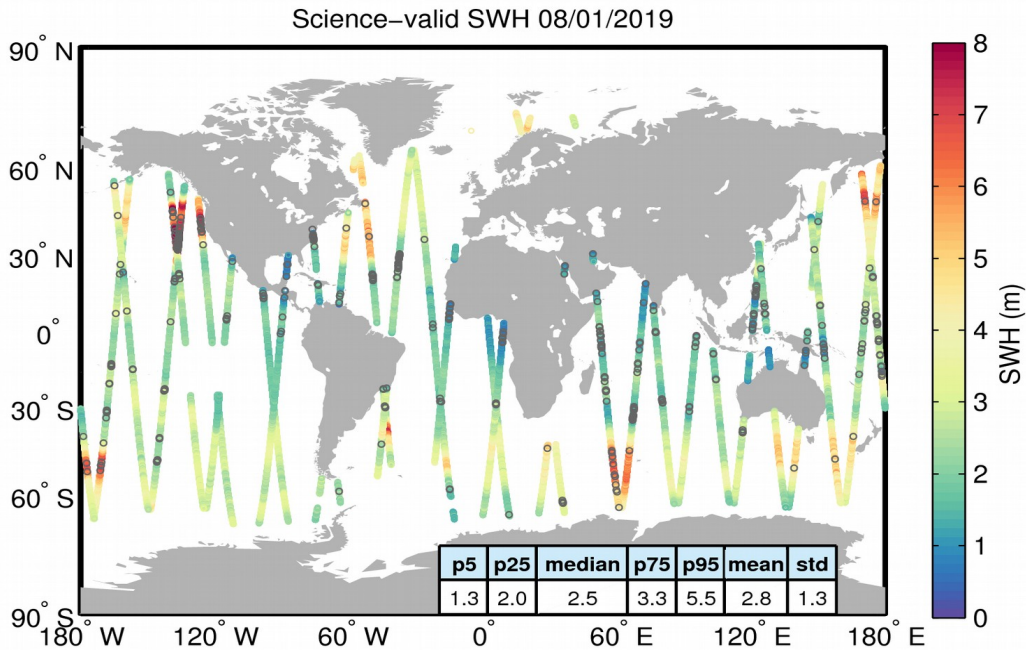 Science−valid SWH 08/01/2019
90° N
60° N
30° N
0°
30° S
60° S
90° S
180° W
120° W
60° W
0°
60° E
120° E
180° E
p5 p25 median p75 p95 mean std
1.3 2.0 2.5 3.3 5.5 2.8 1.3
8
7
6
5
4
3
2
1
0
SWH (m)